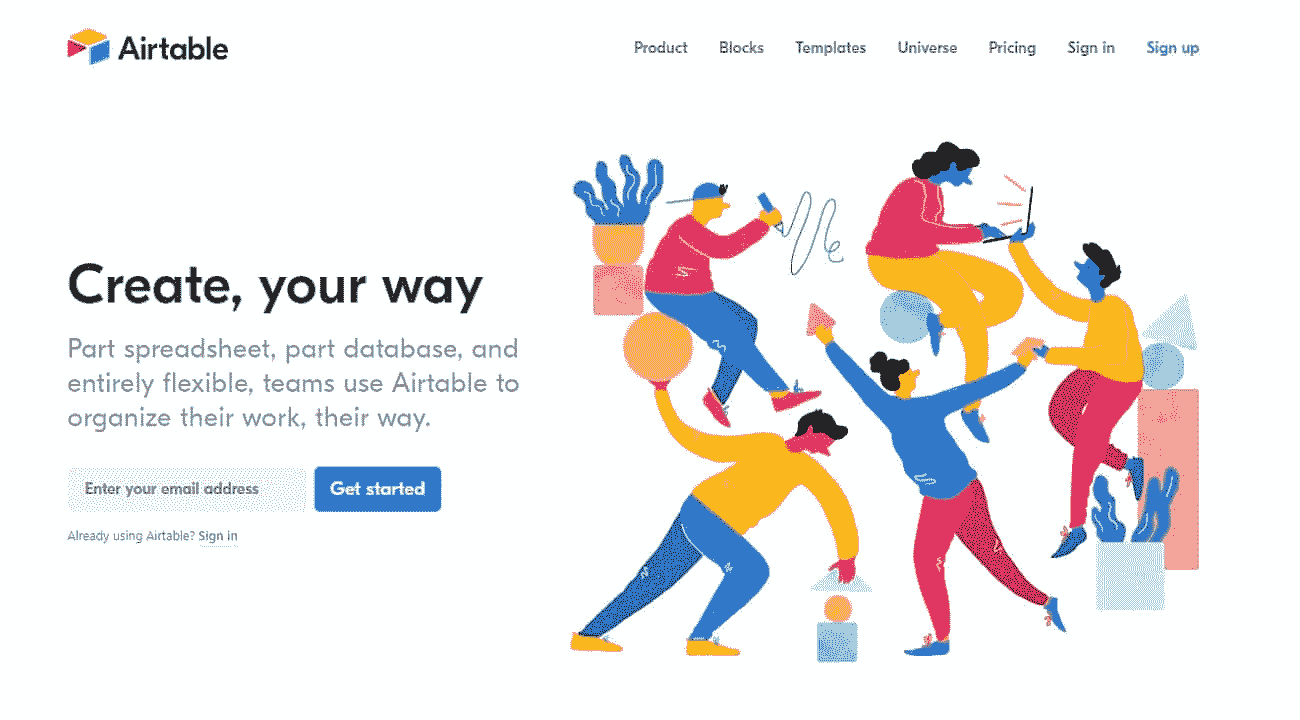 Airtable
Product Blocks Templates Universe Pricing Sign in Sign up
Create, your way
Part spreadsheet, part database, and
entirely flexible, teams use Airtable to
organize their work, their way.
Enter your email address Get started
Already using Airtable? Sign in